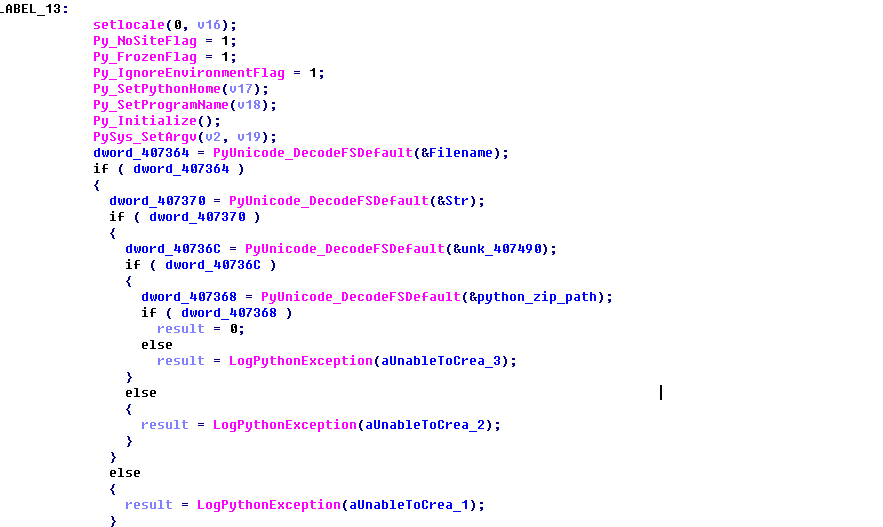 LABEL_13:
setlocale(0, v16);
Py_NoSiteFlag = 1;
Py_FrozenFlag = 1;
Py_IgnoreEnvironmentFlag = 1;
Py_SetPythonHome(v17);
Py_SetProgramName(v18);
Py_Initialize();
PySys_SetArgv(v2, v19);
dword_407364 = PyUnicode_DecodeFSDefault(&Filename);
if ( dword_407364 )
{
dword_407370 = PyUnicode_DecodeFSDefault(&Str);
if ( dword_407370 )
{
dword_40736C = PyUnicode_DecodeFSDefault(&unk_407490);
if ( dword_40736C )
{
dword_407368 = PyUnicode_DecodeFSDefault(&python_zip_path);
if ( dword_407368 )
result = 0;
else
result = LogPythonException(aUnableToCrea_3);
}
else
{
result = LogPythonException(aUnableToCrea_2);
}
}
else
{
result = LogPythonException(aUnableToCrea_1);
}